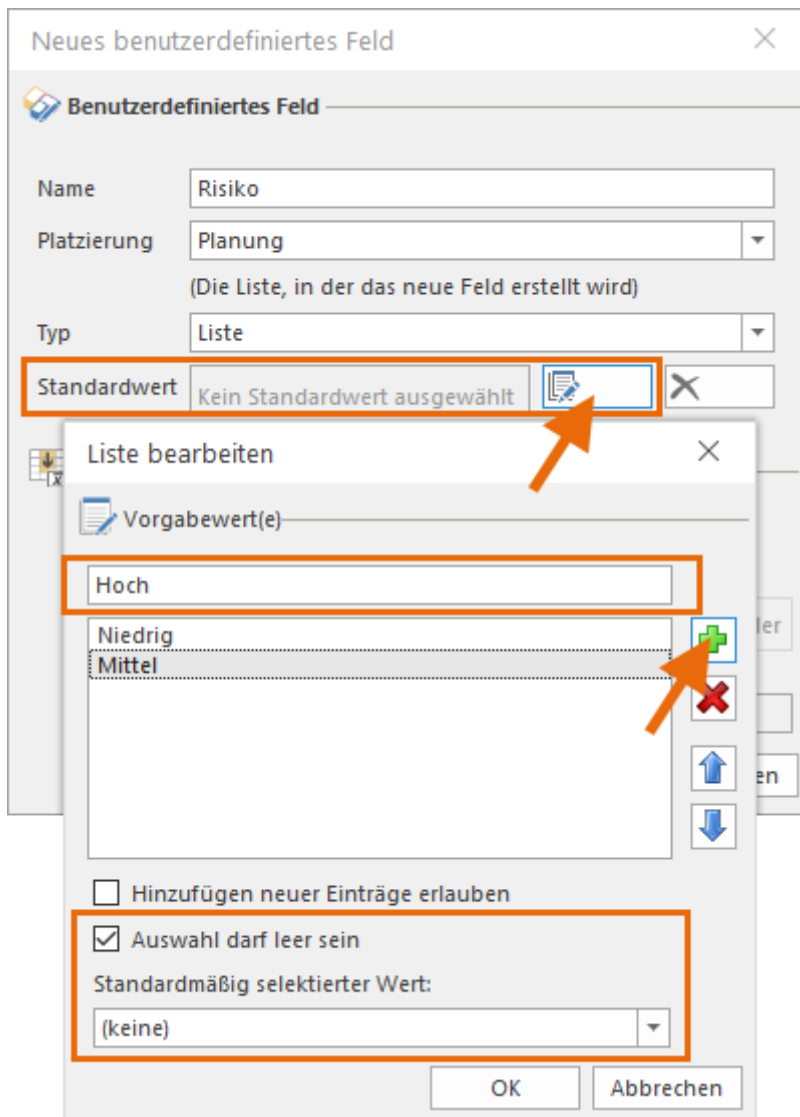 Neues benutzerdefiniertes Feld
Benutzerdefiniertes Feld
Name
Risiko
Platzierung
Planung
(Die Liste, in der das neue Feld erstellt wird)
Typ
Liste
Standardwert
Kein Standardwert ausgewählt
Liste bearbeiten
Vorgabewert(e)
Hoch
Niedrig
Mittel
Hinzufügen neuer Einträge erlauben
Auswahl darf leer sein
Standardmäßig selektierter Wert:
(keine)
OK
Abbrechen